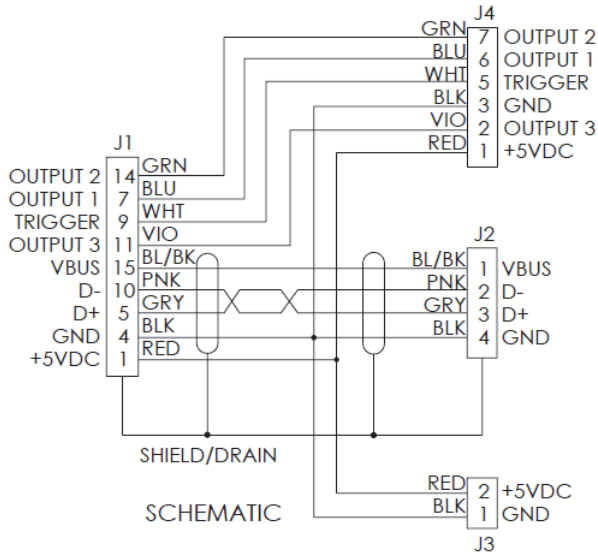 J4
GRN 7 OUTPUT 2
BLU 6 OUTPUT 1
WHT 5 TRIGGER
BLK 3 GND
VIO 2 OUTPUT 3
RED 1 +5VDC
J1
OUTPUT 2 14 GRN
OUTPUT 1 7 BLU
TRIGGER 9 WHT
OUTPUT 3 11 VIO
VBUS 15 BL/BK
D- 10 PNK
D+ 5 GRY
GND 4 BLK
+5VDC 1 RED
J2
BL/BK 1 VBUS
PNK 2 D-
GRY 3 D+
BLK 4 GND
SHIELD/DRAIN
SCHEMATIC
RED 2 +5VDC
BLK 1 GND
J3